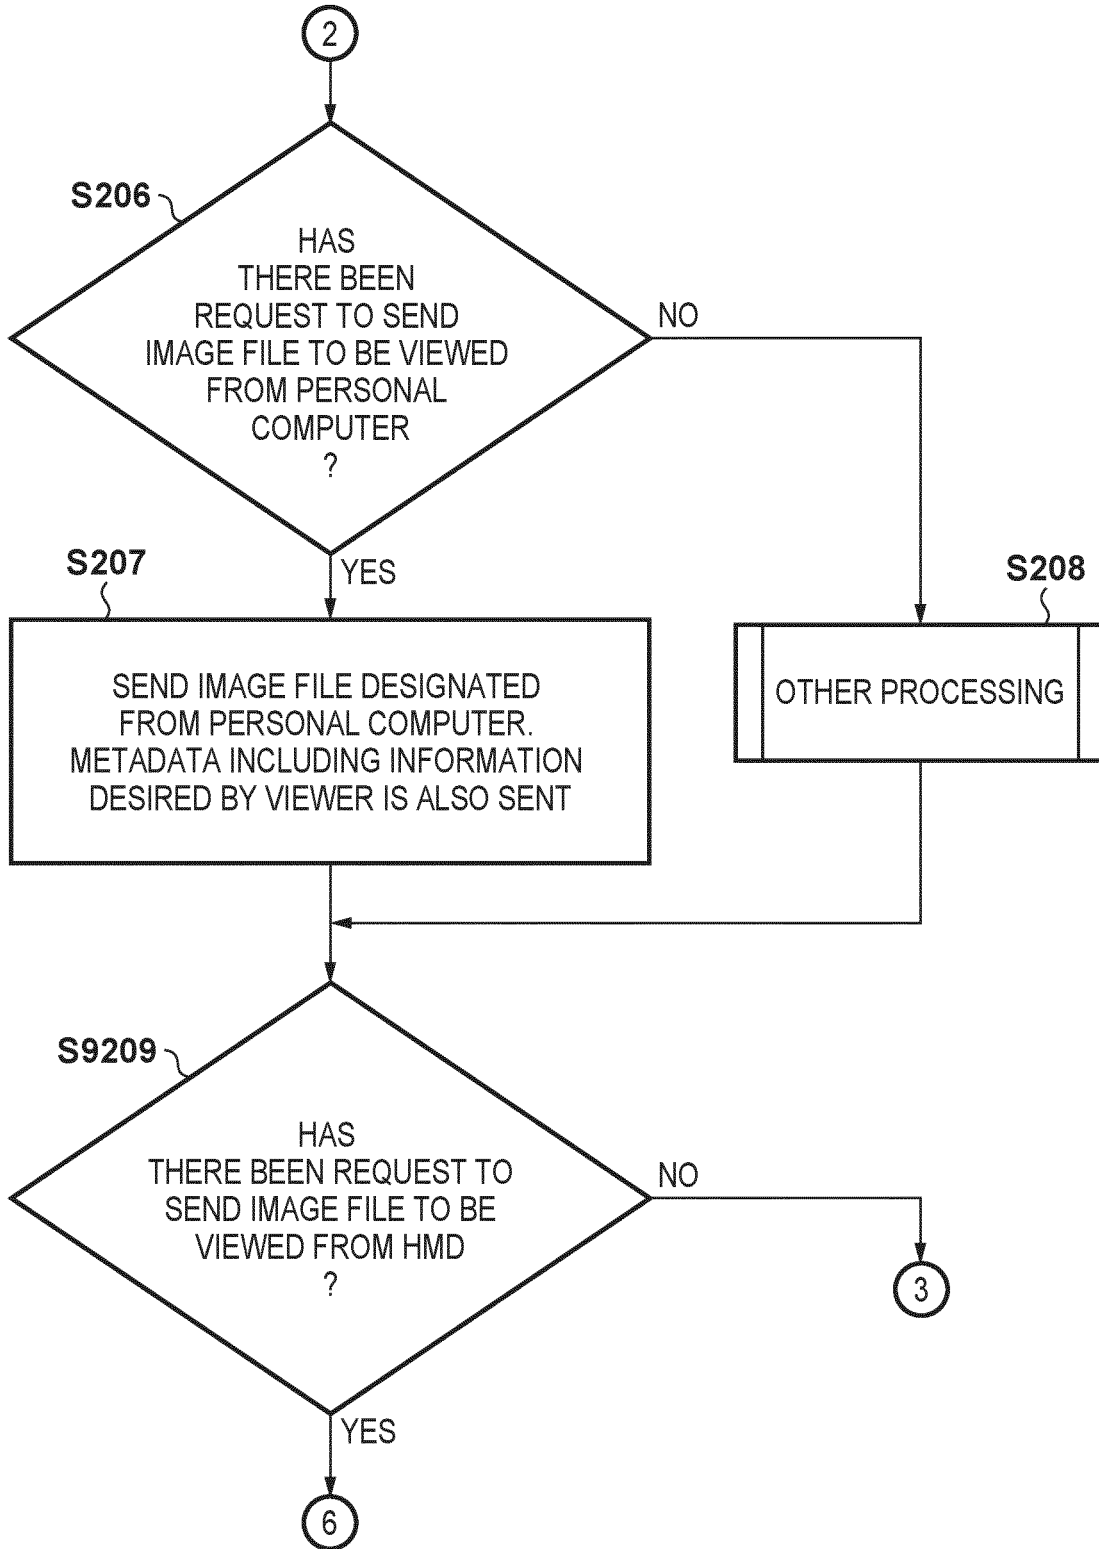 2
S206
HAS
THERE BEEN
REQUEST TO SEND
IMAGE FILE TO BE VIEWED
FROM PERSONAL
COMPUTER
?
NO
YES
S207
SEND IMAGE FILE DESIGNATED
FROM PERSONAL COMPUTER.
METADATA INCLUDING INFORMATION
DESIRED BY VIEWER IS ALSO SENT
S208
OTHER PROCESSING
S9209
HAS
THERE BEEN REQUEST TO
SEND IMAGE FILE TO BE
VIEWED FROM HMD
?
NO
3
YES
6